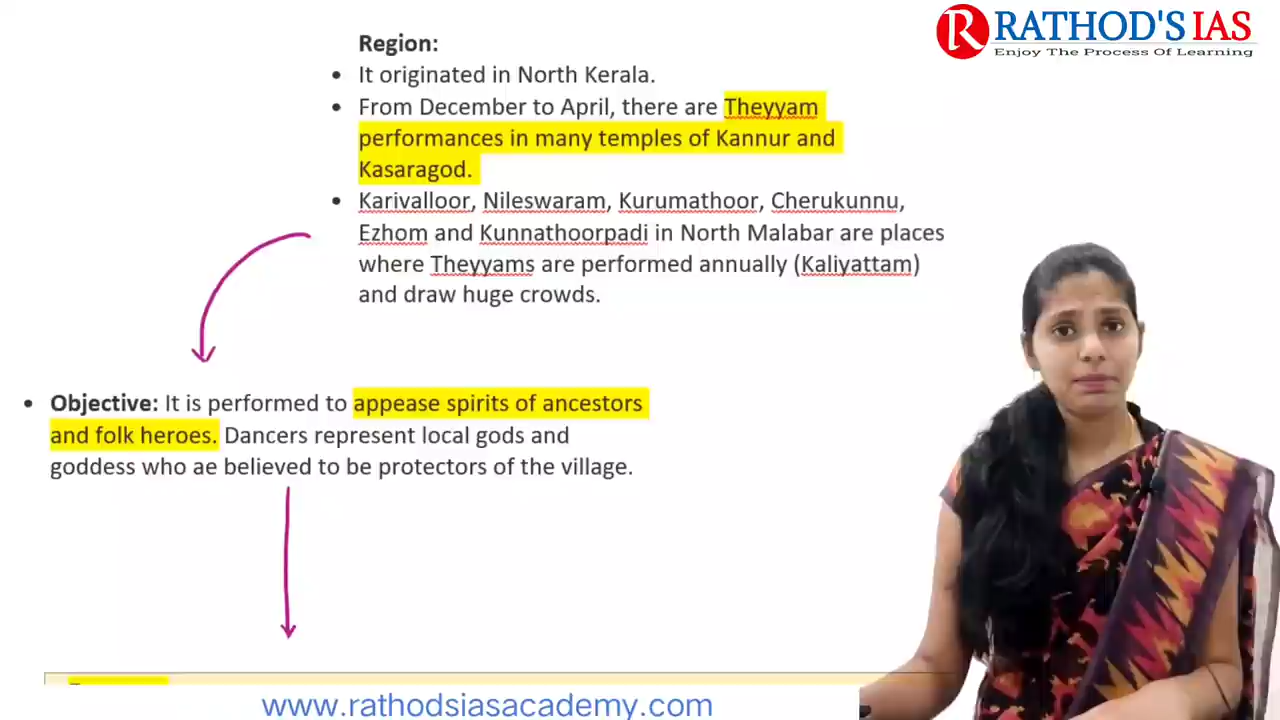 RATHOD'S IAS
Enjoy The Process Of Learning
Region:
• It originated in North Kerala.
• From December to April, there are Theyyam
performances in many temples of Kannur and
Kasaragod.
• Karivalloor, Nileswaram, Kurumathoor, Cherukunnu,
Ezhom and Kunnathoorpadi in North Malabar are places
where Theyyams are performed annually (Kaliyattam)
and draw huge crowds.
• Objective: It is performed to appease spirits of ancestors
and folk heroes. Dancers represent local gods and
goddess who ae believed to be protectors of the village.
www.rathodsiasacademy.com